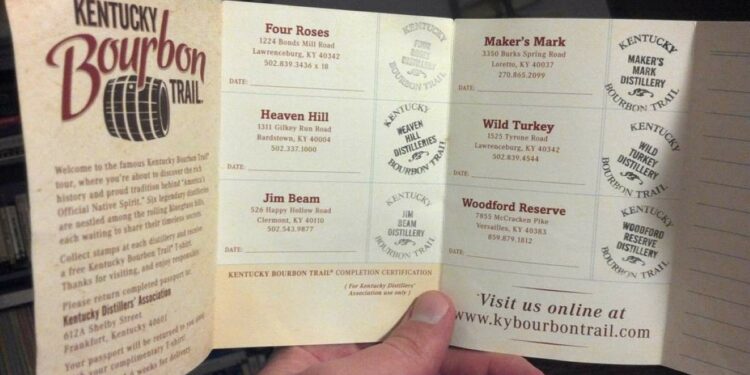 KENTUCKY
Bourbon
TRAIL
Welcome to the famous Kentucky Bourbon Trail®
tour, where you're about to discover the rich
history and proud tradition behind "America's
Official Native Spirit." Six legendary distilleries
are nestled among the rolling bluegrass hills,
each waiting to share their timeless secrets.
Collect stamps at each distillery and receive
a free Kentucky Bourbon Trail® T-shirt.
Thanks for visiting, and enjoy responsibly.
Please return completed passport to:
Kentucky Distillers' Association
612A Shelby Street
Frankfort, Kentucky 40601
Your passport will be returned to you
your complimentary T-shirt!
weeks for delivery
Four Roses
1224 Bonds Mill Road
Lawrenceburg, KY 40342
502.839.3436 x 18
DATE:
KENTUCKY
FOUR
ROSES
DISTILLERY
BOURBON TRAIL
Heaven Hill
1311 Gilkey Run Road
Bardstown, KY 40004
502.337.1000
DATE:
KENTUCKY
HEAVEN
HILL
DISTILLERIES
BOURBON TRAIL
Jim Beam
526 Happy Hollow Road
Clermont, KY 40110
502.543.9877
DATE:
KENTUCKY
JIM
BEAM
DISTILLERY
BOURBON TRAIL
KENTUCKY BOURBON TRAIL® COMPLETION CERTIFICATION
( For Kentucky Distillers'
Association use only )
Maker's Mark
3350 Burks Spring Road
Loretto, KY 40037
270.865.2099
DATE:
KENTUCKY
MAKER'S
MARK
DISTILLERY
BOURBON TRAIL
Wild Turkey
1525 Tyrone Road
Lawrenceburg, KY 40342
502.839.4544
DATE:
KENTUCKY
WILD
TURKEY
DISTILLERY
BOURBON TRAIL
Woodford Reserve
7855 McCracken Pike
Versailles, KY 40383
859.879.1812
DATE:
KENTUCKY
WOODFORD
RESERVE
DISTILLERY
BOURBON TRAIL
Visit us online at
www.kybourbontrail.com